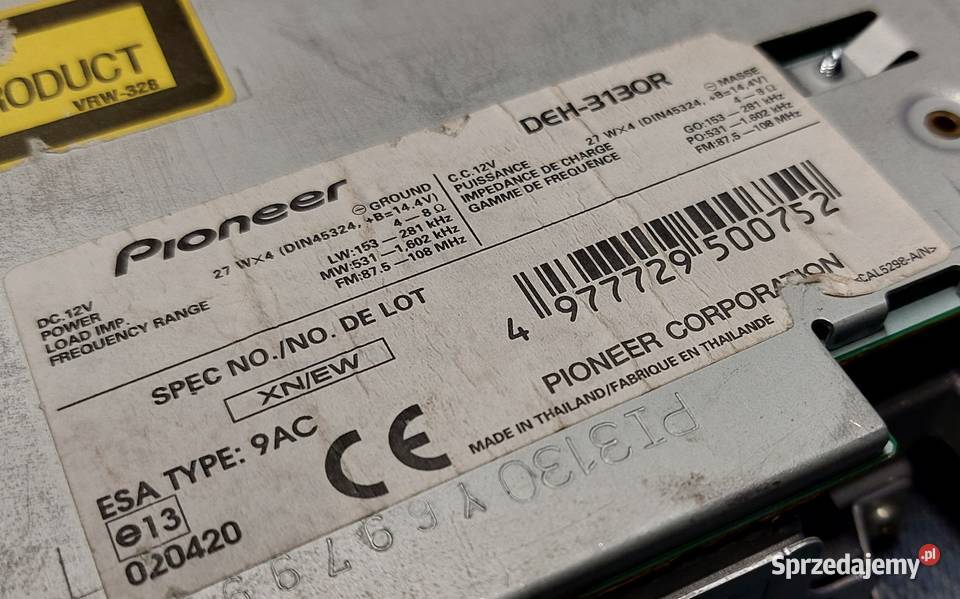 PRODUCT
VRW-328
Pioneer
DEH-3130R
DC.12V ⊖GROUND
POWER 27 W×4 (DIN45324, +B=14.4V)
LOAD IMP. 4–8 Ω
FREQUENCY RANGE LW:153–281 kHz
MW:531–1,602 kHz
FM:87.5–108 MHz
C.C.12V ⊖MASSE
PUISSANCE 27 W×4 (DIN45324, +B=14.4V)
IMPEDANCE DE CHARGE 4–8 Ω
GAMME DE FREQUENCE GO:153–281 kHz
PO:531–1,602 kHz
FM:87.5–108 MHz
SPEC NO./NO. DE LOT
XN/EW
4 977729 500752
ESA TYPE: 9AC
CE
PIONEER CORPORATION
MADE IN THAILAND/FABRIQUE EN THAILANDE
e13
020420
PI3130
Sprzedajemy.pl